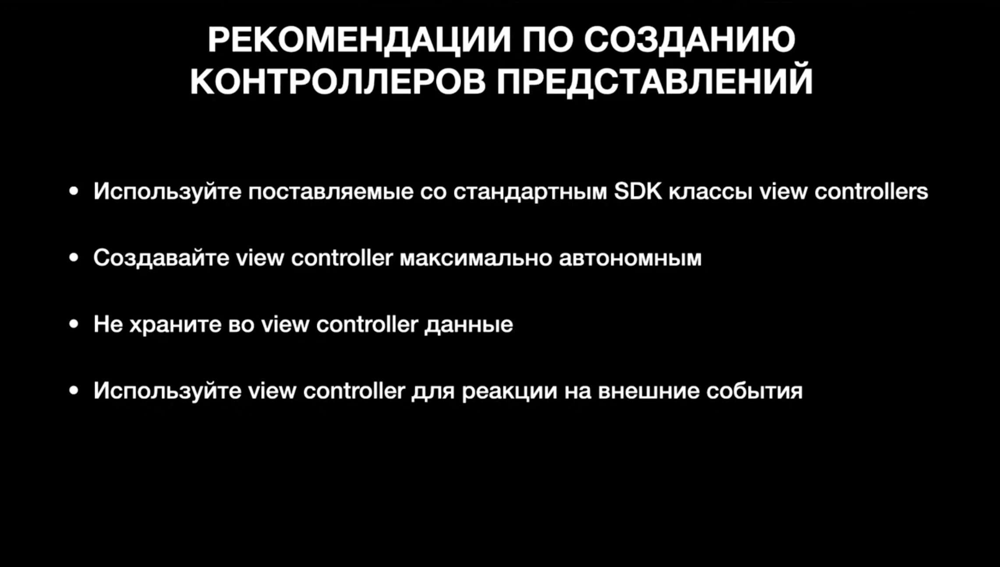 РЕКОМЕНДАЦИИ ПО СОЗДАНИЮ
КОНТРОЛЛЕРОВ ПРЕДСТАВЛЕНИЙ
• Используйте поставляемые со стандартным SDK классы view controllers
• Создавайте view controller максимально автономным
• Не храните во view controller данные
• Используйте view controller для реакции на внешние события